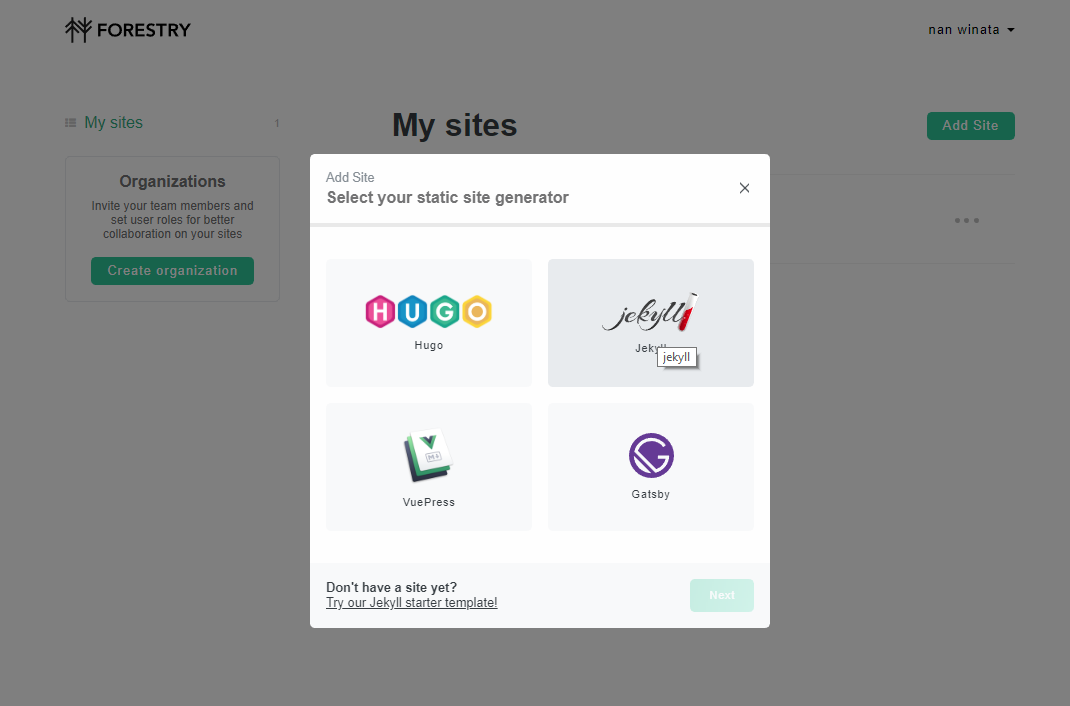 FORESTRY
nan winata
My sites
1
My sites
Add Site
Organizations
Invite your team members and
set user roles for better
collaboration on your sites
Create organization
Add Site
Select your static site generator
HUGO
Hugo
jekyll
Jekyll
jekyll
VuePress
Gatsby
Don't have a site yet?
Try our Jekyll starter template!
Next